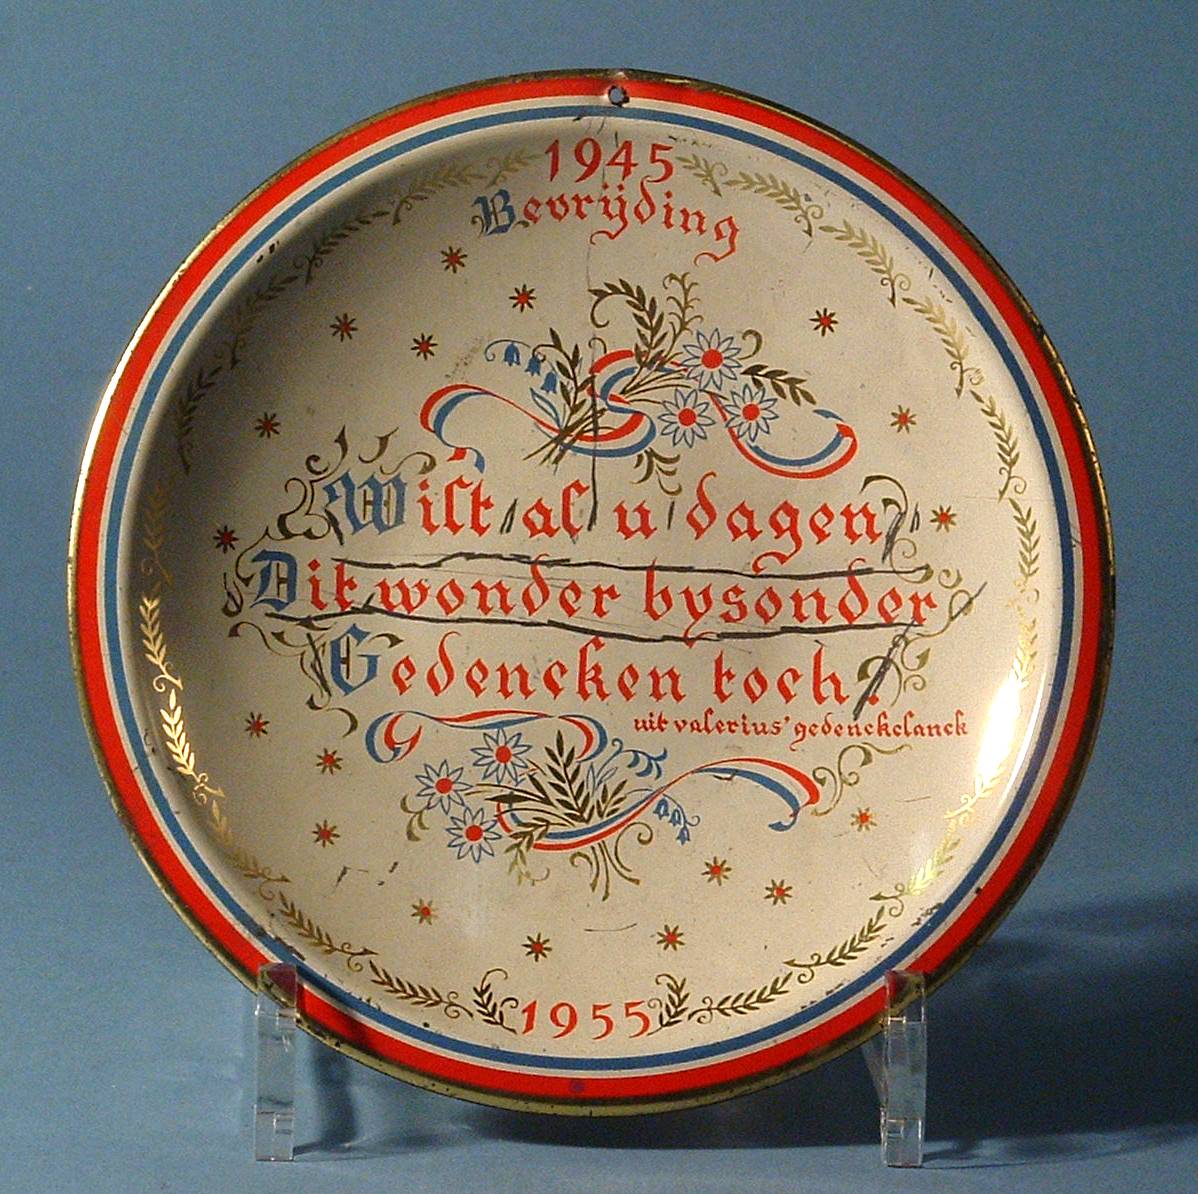 1945
Bevrijding
Wilt al u dagen,
Dit wonder bysonder
Gedencken toch?
uit valerius' gedenckclanck
1955